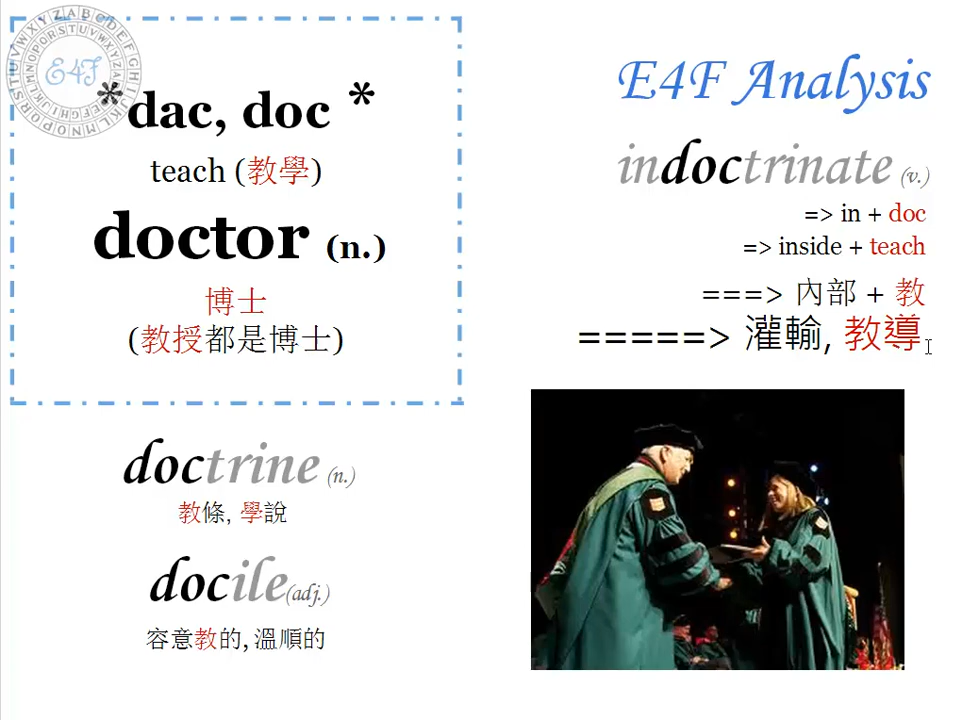 E4F
*dac, doc *
teach (教學)
doctor (n.)
博士
(教授都是博士)
doctrine (n.)
教條, 學說
docile(adj.)
容意教的, 溫順的
E4F Analysis
indoctrinate (v.)
=> in + doc
=> inside + teach
===> 內部 + 教
=====> 灌輸, 教導